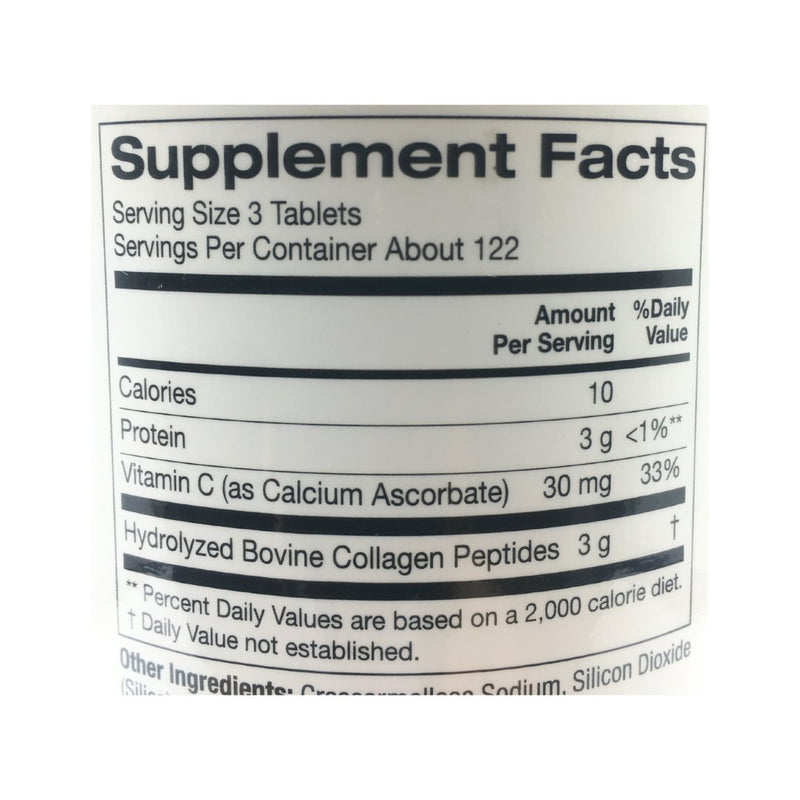 Supplement Facts
Serving Size 3 Tablets
Servings Per Container About 122
Amount Per Serving %Daily Value
Calories 10
Protein 3 g <1%**
Vitamin C (as Calcium Ascorbate) 30 mg 33%
Hydrolyzed Bovine Collagen Peptides 3 g †
** Percent Daily Values are based on a 2,000 calorie diet.
† Daily Value not established.
Other Ingredients: Croscarmellose Sodium, Silicon Dioxide